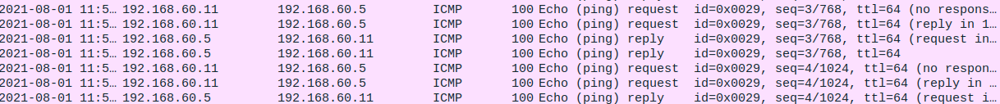 2021-08-01 11:5… 192.168.60.11 192.168.60.5 ICMP 100 Echo (ping) request id=0x0029, seq=3/768, ttl=64 (no respons…
2021-08-01 11:5… 192.168.60.11 192.168.60.5 ICMP 100 Echo (ping) request id=0x0029, seq=3/768, ttl=64 (reply in 1…
2021-08-01 11:5… 192.168.60.5 192.168.60.11 ICMP 100 Echo (ping) reply id=0x0029, seq=3/768, ttl=64 (request in…
2021-08-01 11:5… 192.168.60.5 192.168.60.11 ICMP 100 Echo (ping) reply id=0x0029, seq=3/768, ttl=64
2021-08-01 11:5… 192.168.60.11 192.168.60.5 ICMP 100 Echo (ping) request id=0x0029, seq=4/1024, ttl=64 (no respon…
2021-08-01 11:5… 192.168.60.11 192.168.60.5 ICMP 100 Echo (ping) request id=0x0029, seq=4/1024, ttl=64 (reply in …
2021-08-01 11:5… 192.168.60.5 192.168.60.11 ICMP 100 Echo (ping) reply id=0x0029, seq=4/1024, ttl=64 (request i…